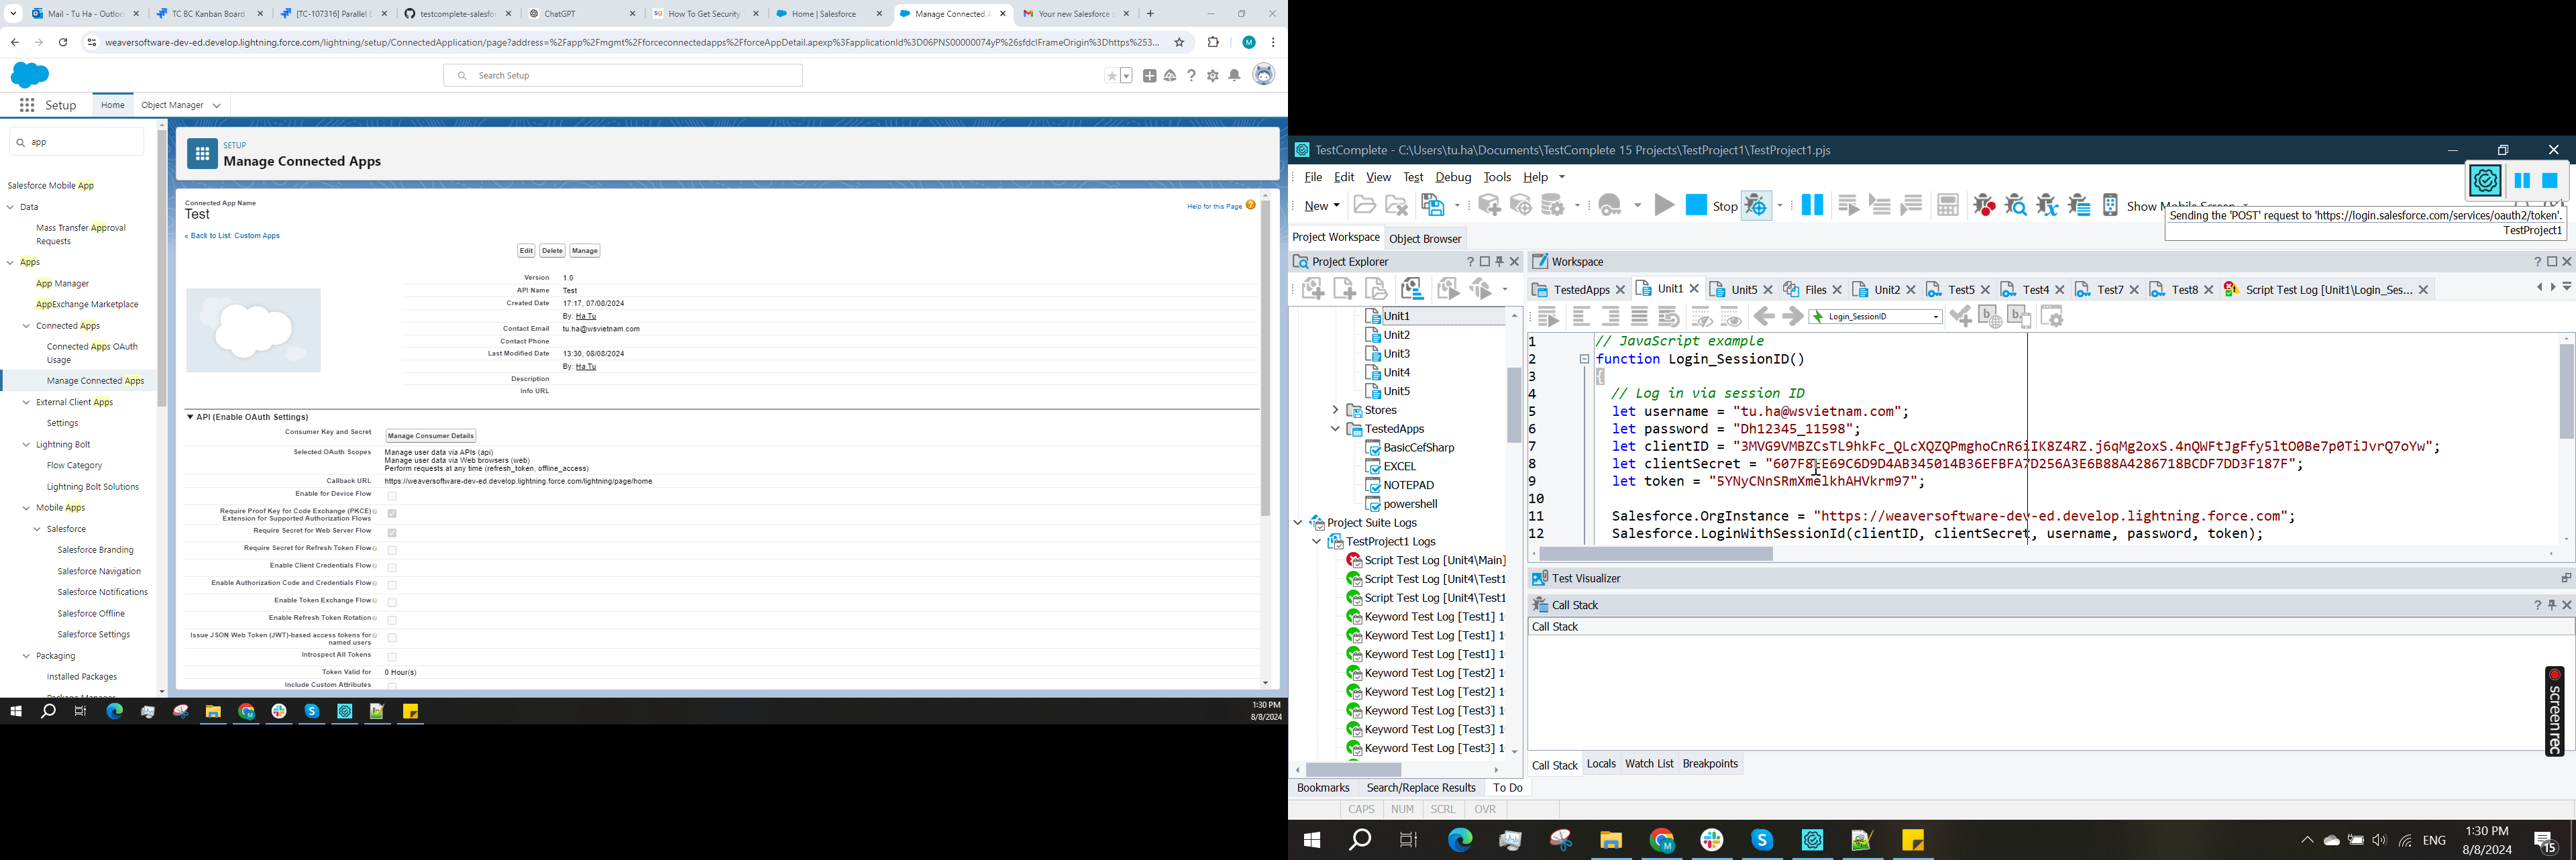 Mail - Tu Ha - Outloo
TC BC Kanban Board
[TC-107316] Parallel E
testcomplete-salesfo
ChatGPT
How To Get Security
Home | Salesforce
Manage Connected A
Your new Salesforce s
weaversoftware-dev-ed.develop.lightning.force.com/lightning/setup/ConnectedApplication/page?address=%2Fapp%2Fmgmt%2Fforceconnectedapps%2FforceAppDetail.apexp%3FapplicationId%3D06PNS00000074yP%26sfdcIFrameOrigin%3Dhttps%253...
Search Setup
Setup
Home
Object Manager
app
Salesforce Mobile App
Data
Mass Transfer Approval
Requests
Apps
App Manager
AppExchange Marketplace
Connected Apps
Connected Apps OAuth
Usage
Manage Connected Apps
External Client Apps
Settings
Lightning Bolt
Flow Category
Lightning Bolt Solutions
Mobile Apps
Salesforce
Salesforce Branding
Salesforce Navigation
Salesforce Notifications
Salesforce Offline
Salesforce Settings
Packaging
Installed Packages
Package Manager
SETUP
Manage Connected Apps
Connected App Name
Test
Help for this Page
« Back to List: Custom Apps
Edit Delete Manage
Version 1.0
API Name Test
Created Date 17:17, 07/08/2024
By: Ha Tu
Contact Email tu.ha@wsvietnam.com
Contact Phone
Last Modified Date 13:30, 08/08/2024
By: Ha Tu
Description
Info URL
API (Enable OAuth Settings)
Consumer Key and Secret Manage Consumer Details
Selected OAuth Scopes Manage user data via APIs (api)
Manage user data via Web browsers (web)
Perform requests at any time (refresh_token, offline_access)
Callback URL https://weaversoftware-dev-ed.develop.lightning.force.com/lightning/page/home
Enable for Device Flow
Require Proof Key for Code Exchange (PKCE)
Extension for Supported Authorization Flows
Require Secret for Web Server Flow
Require Secret for Refresh Token Flow
Enable Client Credentials Flow
Enable Authorization Code and Credentials Flow
Enable Token Exchange Flow
Enable Refresh Token Rotation
Issue JSON Web Token (JWT)-based access tokens for
named users
Introspect All Tokens
Token Valid for 0 Hour(s)
Include Custom Attributes
1:30 PM
8/8/2024
TestComplete - C:\Users\tu.ha\Documents\TestComplete 15 Projects\TestProject1\TestProject1.pjs
File Edit View Test Debug Tools Help
New
Stop
Show Mobile Screen
Sending the 'POST' request to 'https://login.salesforce.com/services/oauth2/token'.
TestProject1
Project Workspace
Object Browser
Project Explorer
Unit1
Unit2
Unit3
Unit4
Unit5
Stores
TestedApps
BasicCefSharp
EXCEL
NOTEPAD
powershell
Project Suite Logs
TestProject1 Logs
Script Test Log [Unit4\Main]
Script Test Log [Unit4\Test1
Script Test Log [Unit4\Test1
Keyword Test Log [Test1] 1
Keyword Test Log [Test1] 1
Keyword Test Log [Test1] 1
Keyword Test Log [Test2] 1
Keyword Test Log [Test2] 1
Keyword Test Log [Test3] 1
Keyword Test Log [Test3] 1
Keyword Test Log [Test3] 1
Workspace
TestedApps
Unit1
Unit5
Files
Unit2
Test5
Test4
Test7
Test8
Script Test Log [Unit1\Login_Ses...
Login_SessionID
1 // JavaScript example
2 function Login_SessionID()
3 {
4 // Log in via session ID
5 let username = "tu.ha@wsvietnam.com";
6 let password = "Dh12345_11598";
7 let clientID = "3MVG9VMBZCsTL9hkFc_QLcXQZQPmghoCnR6iIK8Z4RZ.j6qMg2oxS.4nQWFtJgFfy5ltO0Be7p0TiJvrQ7oYw";
8 let clientSecret = "607F8EE69C6D9D4AB345014B36EFBFA7D256A3E6B88A4286718BCDF7DD3F187F";
9 let token = "5YNyCNnSRmXmelkhAHVkrm97";
10
11 Salesforce.OrgInstance = "https://weaversoftware-dev-ed.develop.lightning.force.com";
12 Salesforce.LoginWithSessionId(clientID, clientSecret, username, password, token);
Test Visualizer
Call Stack
Call Stack
Call Stack Locals Watch List Breakpoints
Bookmarks Search/Replace Results To Do
CAPS NUM SCRL OVR
screenrec
ENG
1:30 PM
8/8/2024
15